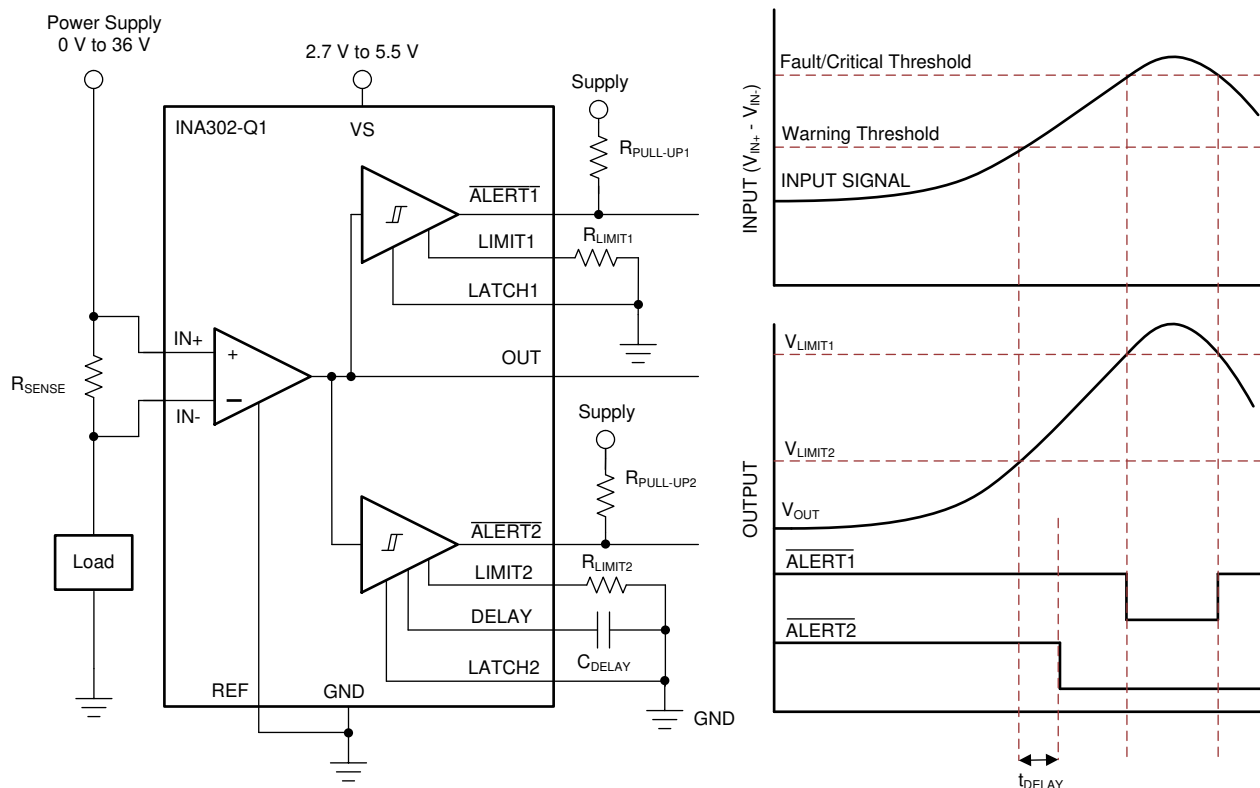 Power Supply
0 V to 36 V
2.7 V to 5.5 V
Supply
INA302-Q1
VS
RPULL-UP1
ALERT1
LIMIT1
RLIMIT1
LATCH1
IN+
+
OUT
RSENSE
−
IN-
Supply
RPULL-UP2
ALERT2
Load
LIMIT2
RLIMIT2
DELAY
CDELAY
LATCH2
REF
GND
GND
INPUT (VIN+ - VIN-)
Fault/Critical Threshold
Warning Threshold
INPUT SIGNAL
OUTPUT
VLIMIT1
VLIMIT2
VOUT
ALERT1
ALERT2
tDELAY